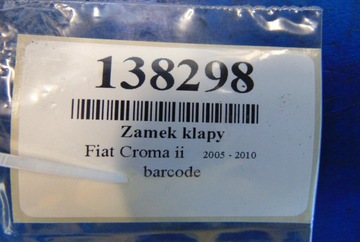 138298
Zamek klapy
Fiat Croma ii 2005 - 2010
barcode